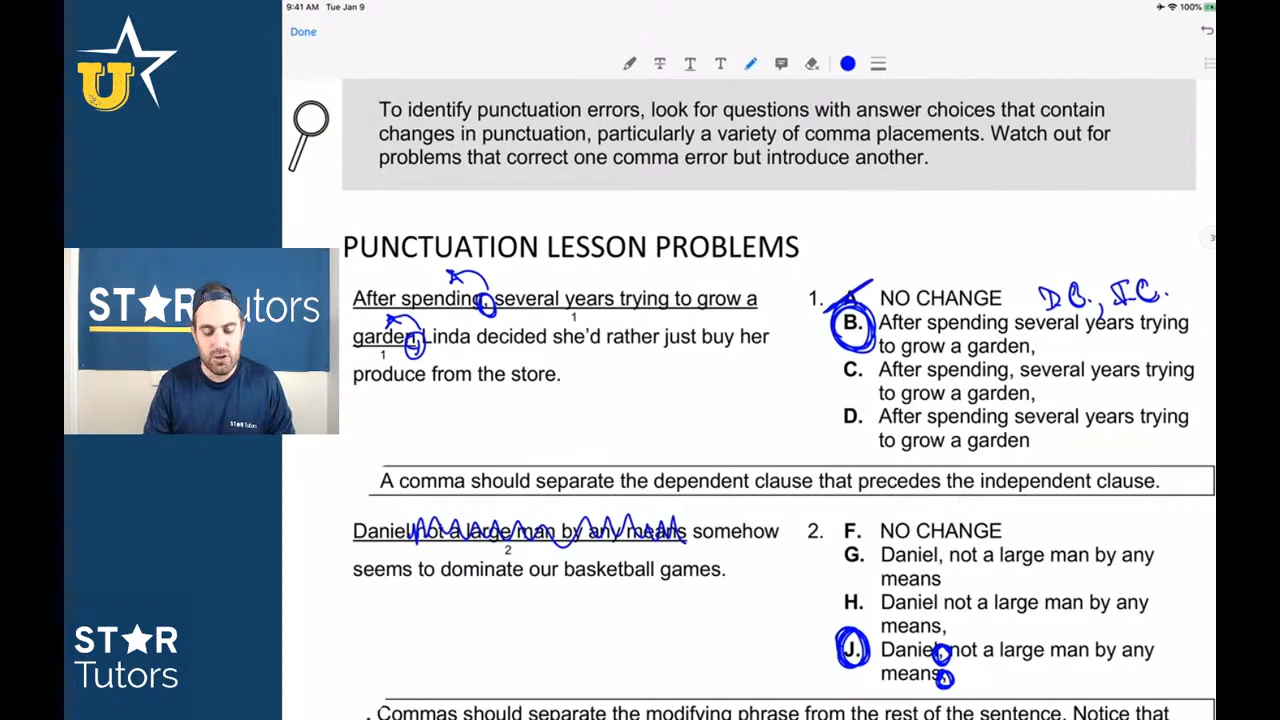 9:41 AM Tue Jan 9
100%
Done
U
To identify punctuation errors, look for questions with answer choices that contain
changes in punctuation, particularly a variety of comma placements. Watch out for
problems that correct one comma error but introduce another.
PUNCTUATION LESSON PROBLEMS
After spending, several years trying to grow a
1
garden, Linda decided she'd rather just buy her
1
produce from the store.
1. A. NO CHANGE D.C., I.C.
B. After spending several years trying
to grow a garden,
C. After spending, several years trying
to grow a garden,
D. After spending several years trying
to grow a garden
A comma should separate the dependent clause that precedes the independent clause.
Daniel not a large man by any means somehow
2
seems to dominate our basketball games.
2. F. NO CHANGE
G. Daniel, not a large man by any
means
H. Daniel not a large man by any
means,
J. Daniel, not a large man by any
means,
Commas should separate the modifying phrase from the rest of the sentence. Notice that
STAR Tutors
STAR Tutors
STAR
Tutors